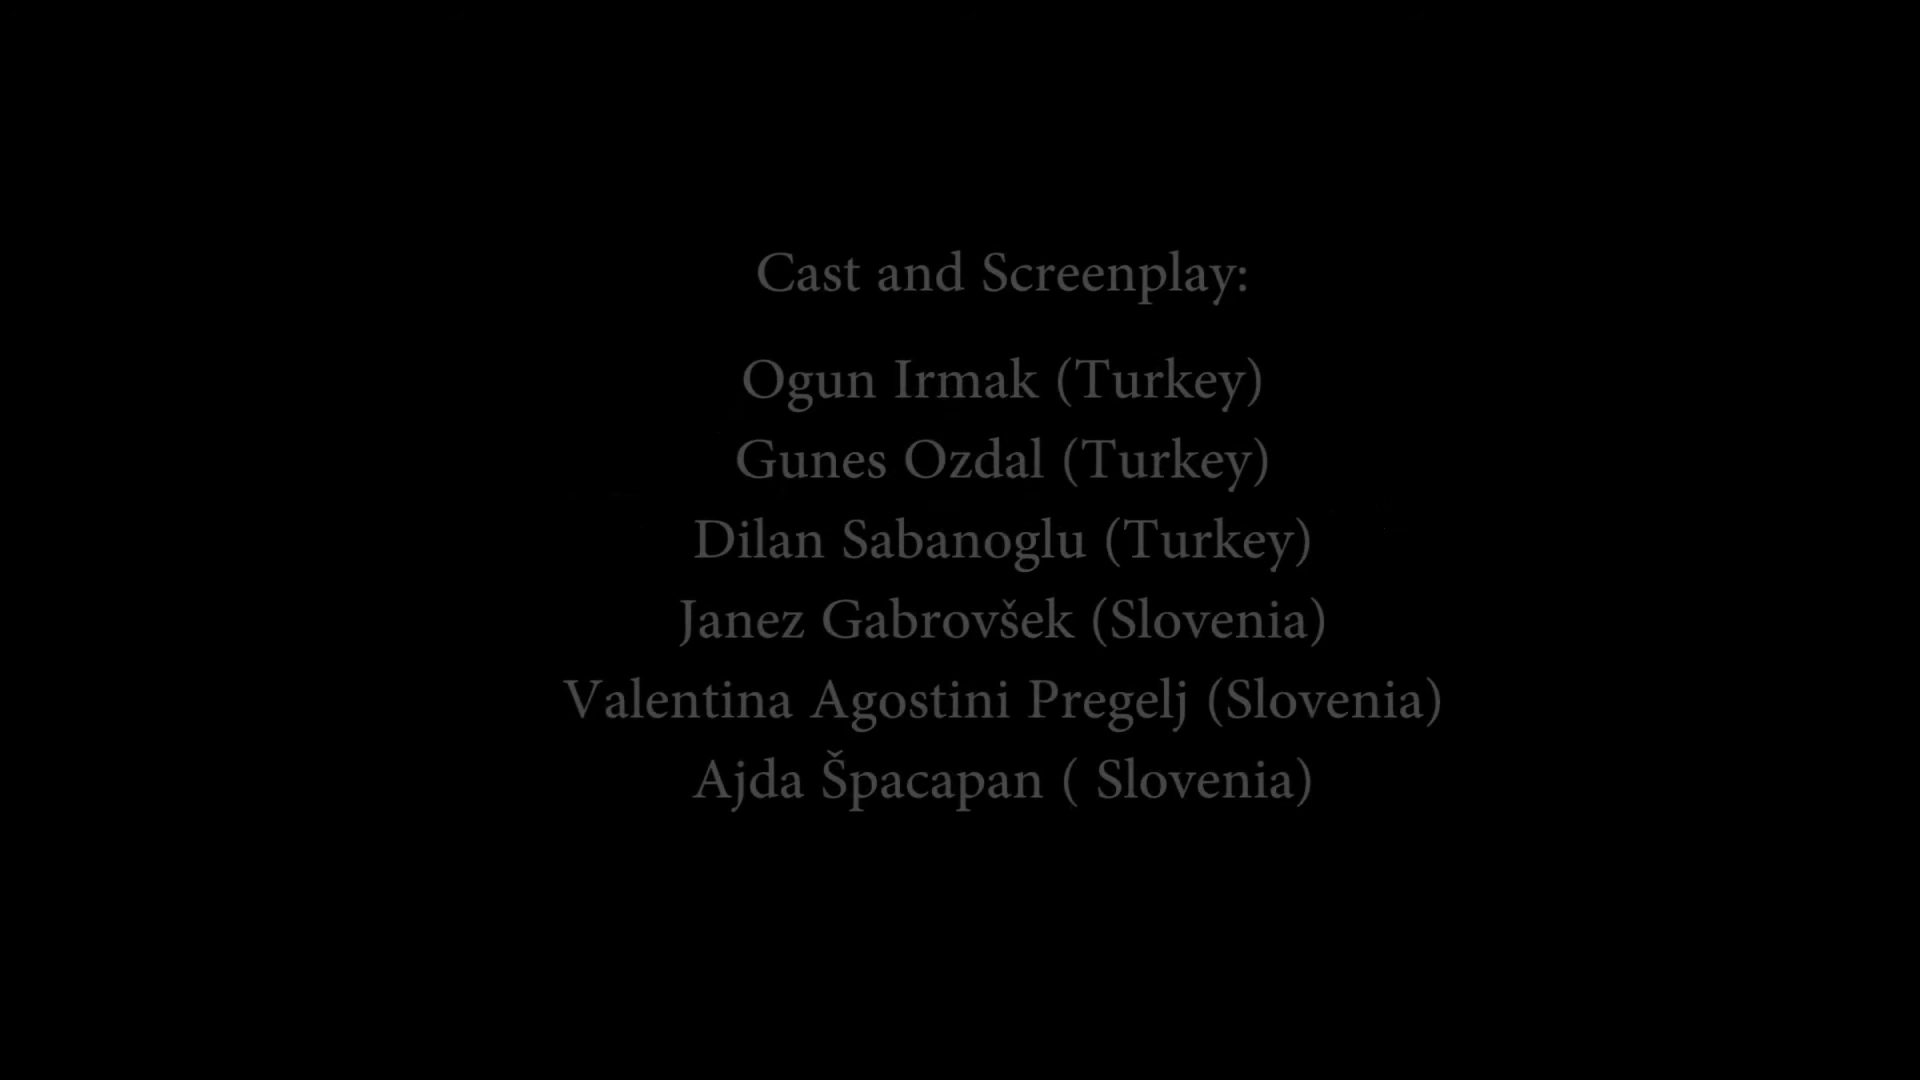 Cast and Screenplay:
Ogun Irmak (Turkey)
Gunes Ozdal (Turkey)
Dilan Sabanoglu (Turkey)
Janez Gabrovšek (Slovenia)
Valentina Agostini Pregelj (Slovenia)
Ajda Špacapan ( Slovenia)